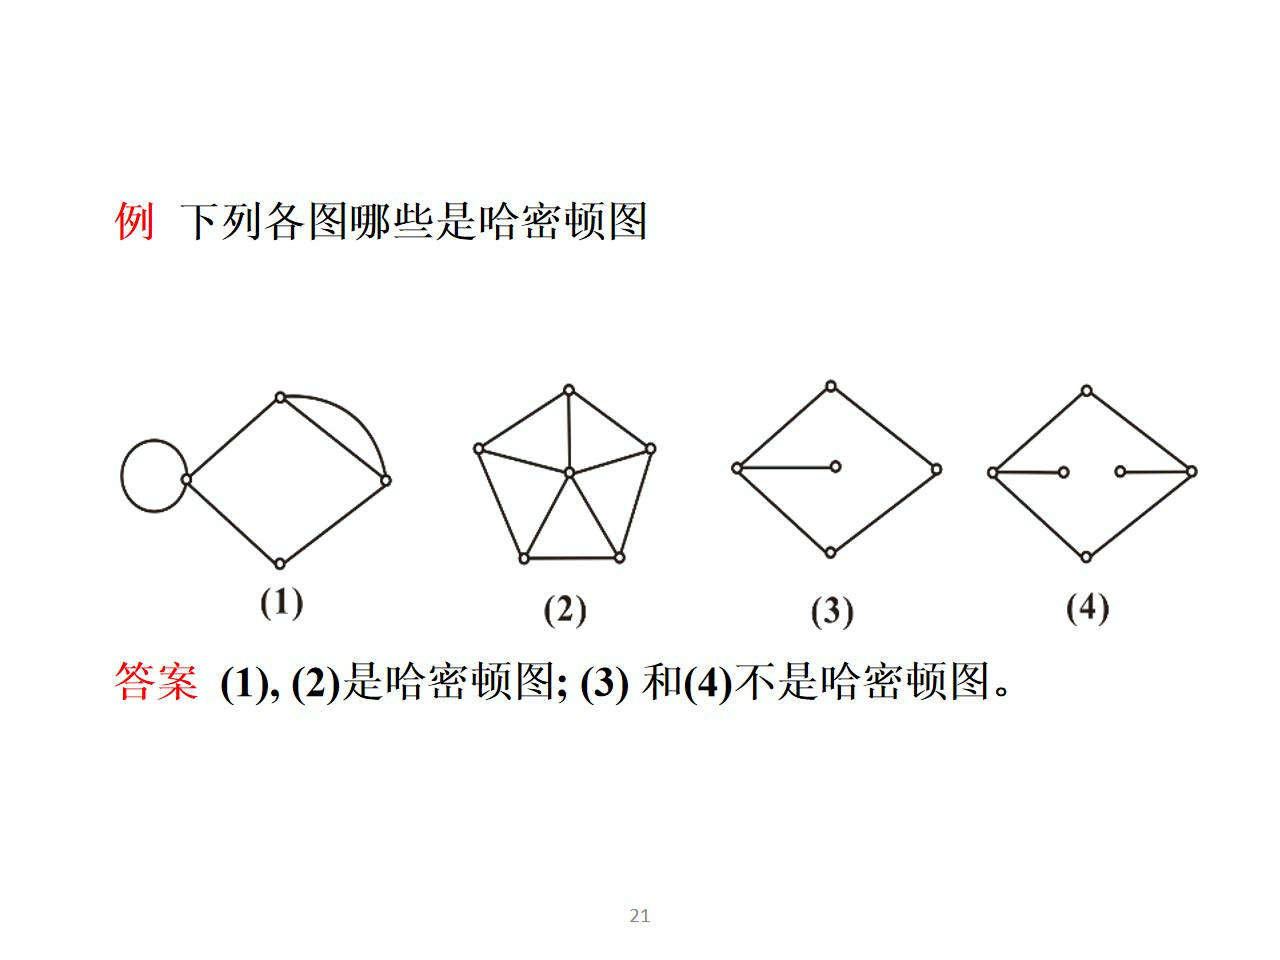 例 下列各图哪些是哈密顿图
(1) (2) (3) (4)
答案 (1), (2)是哈密顿图; (3) 和(4)不是哈密顿图。
21